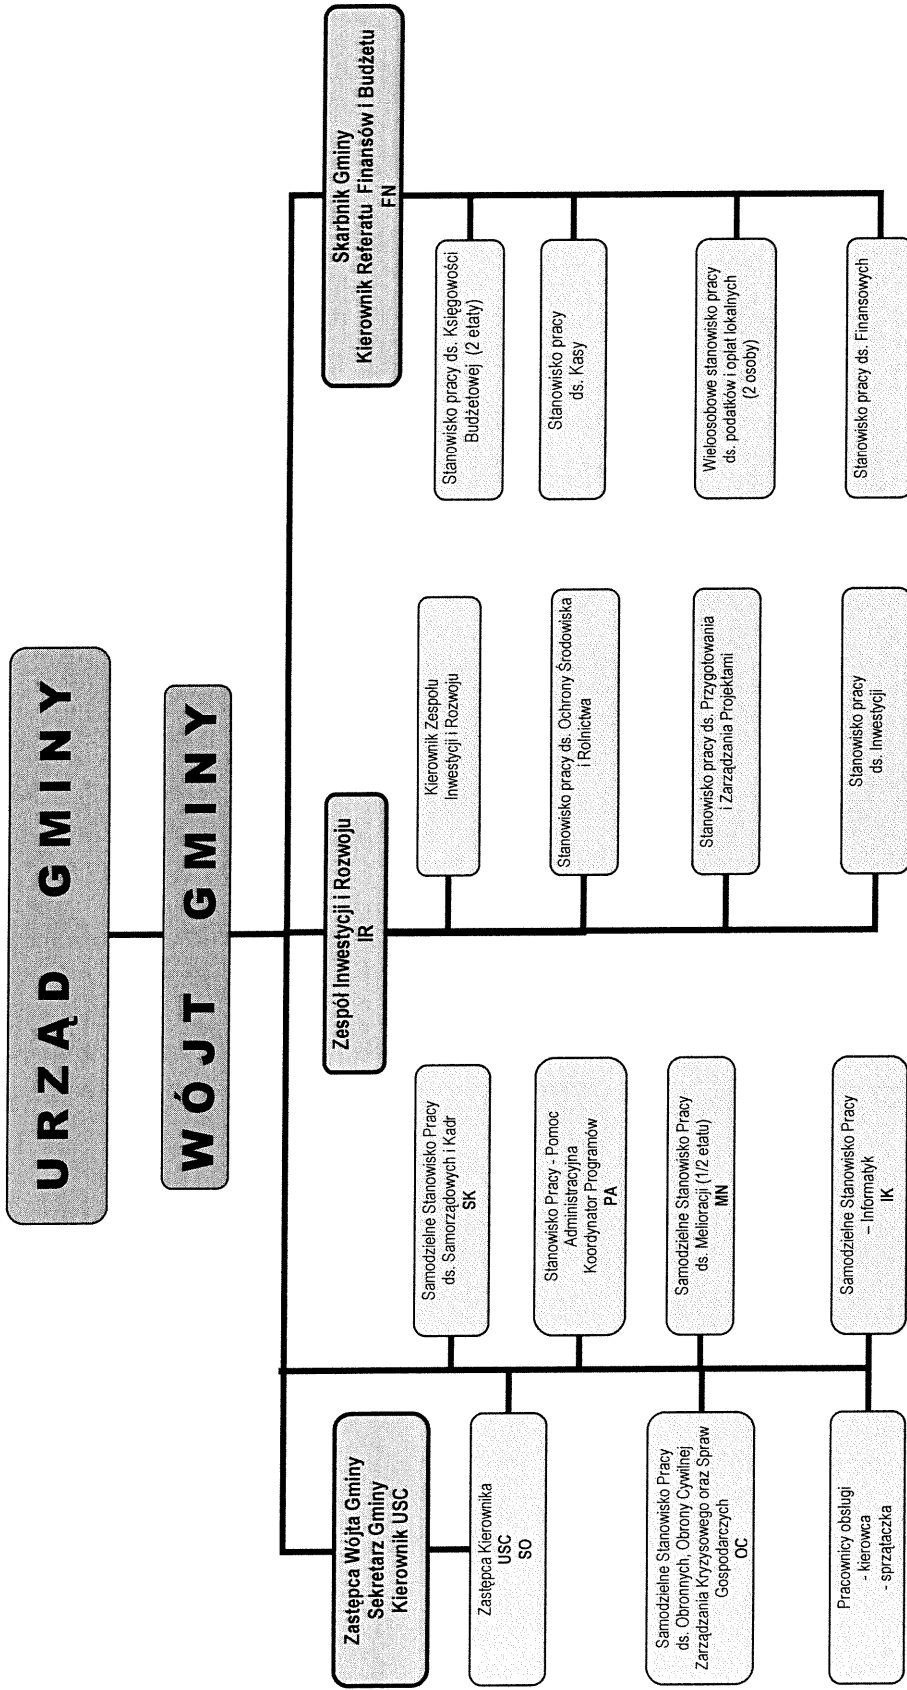 URZĄD GMINY
WÓJT GMINY
Zastępca Wójta Gminy
Sekretarz Gminy
Kierownik USC
Zespół Inwestycji i Rozwoju
IR
Skarbnik Gminy
Kierownik Referatu Finansów i Budżetu
FN
Zastępca Kierownika
USC
SO
Samodzielne Stanowisko Pracy
ds. Obronnych, Obrony Cywilnej
Zarządzania Kryzysowego oraz Spraw
Gospodarczych
OC
Pracownicy obsługi
- kierowca
- sprzątaczka
Samodzielne Stanowisko Pracy
ds. Samorządowych i Kadr
SK
Stanowisko Pracy - Pomoc
Administracyjna
Koordynator Programów
PA
Samodzielne Stanowisko Pracy
ds. Melioracji (1/2 etatu)
MN
Samodzielne Stanowisko Pracy
– Informatyk
IK
Kierownik Zespołu
Inwestycji i Rozwoju
Stanowisko pracy ds. Ochrony Środowiska
i Rolnictwa
Stanowisko pracy ds. Przygotowania
i Zarządzania Projektami
Stanowisko pracy
ds. Inwestycji
Stanowisko pracy ds. Księgowości
Budżetowej (2 etaty)
Stanowisko pracy
ds. Kasy
Wieloosobowe stanowisko pracy
ds. podatków i opłat lokalnych
(2 osoby)
Stanowisko pracy ds. Finansowych